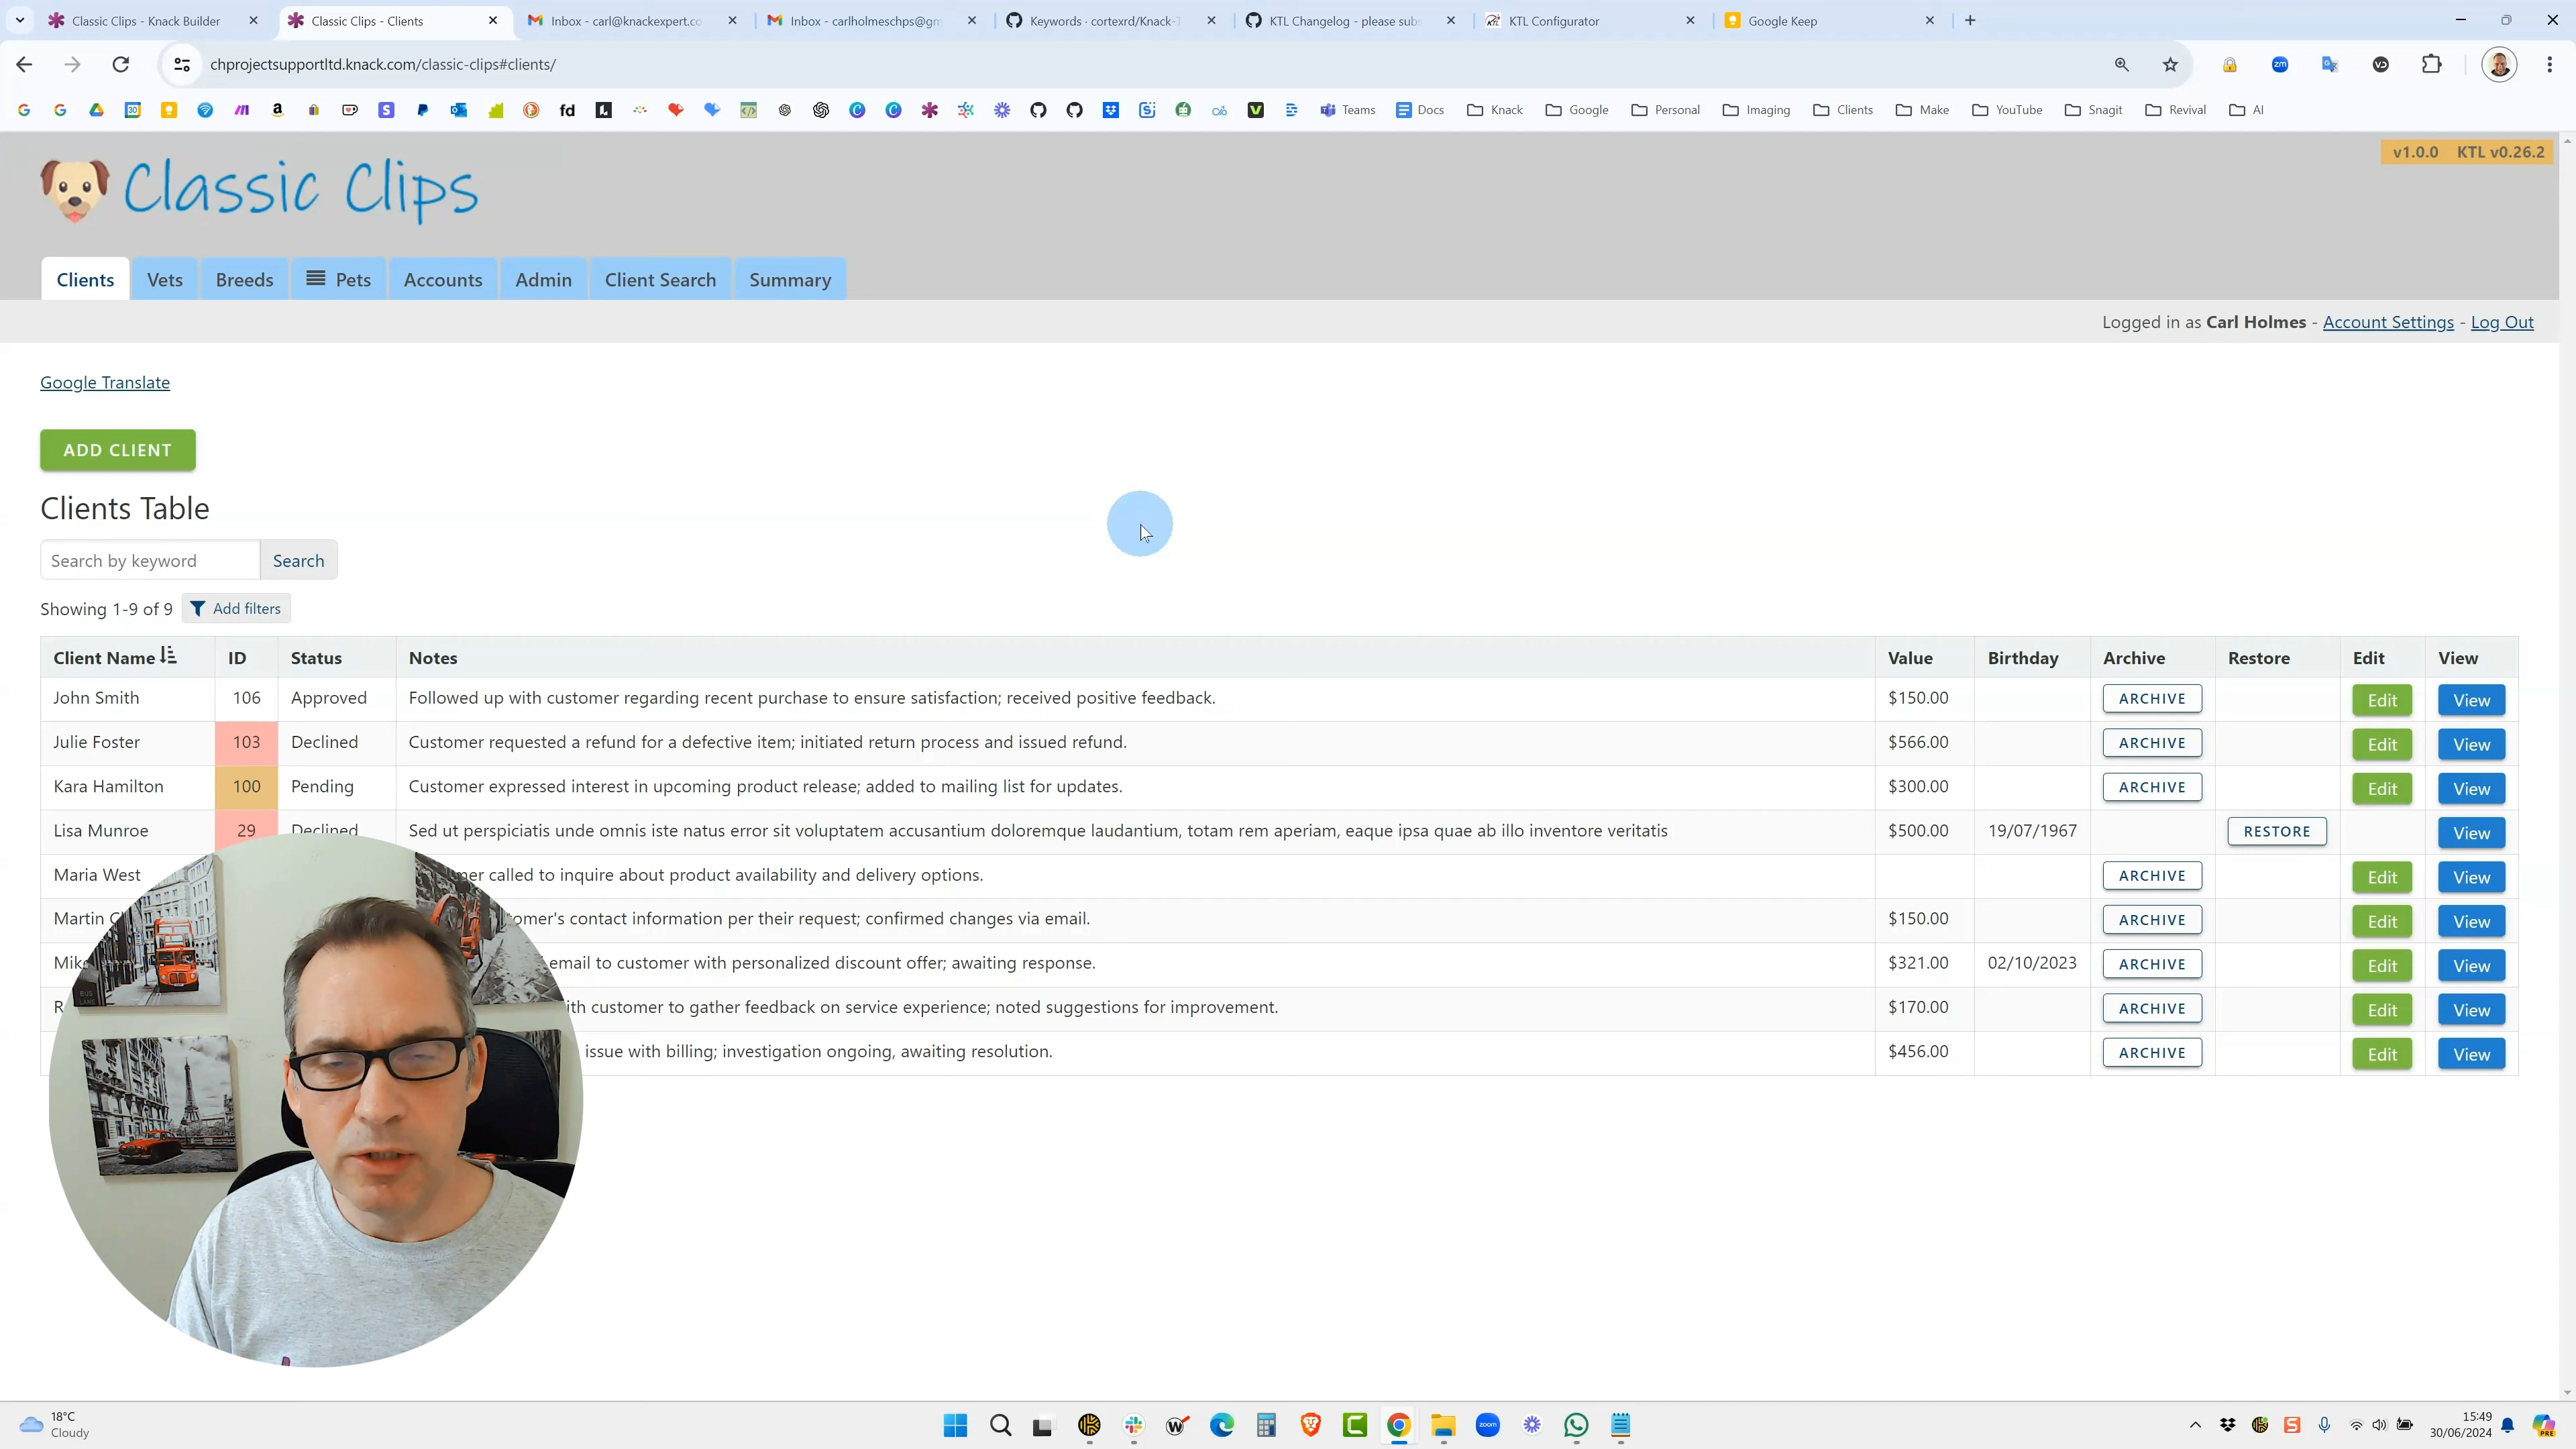 Classic Clips - Knack Builder
Classic Clips - Clients
Inbox - carl@knackexpert.co
Inbox - carlholmeschps@gm
Keywords · cortexrd/Knack-T
KTL Changelog - please subs
KTL Configurator
Google Keep
chprojectsupportltd.knack.com/classic-clips#clients/
Teams
Docs
Knack
Google
Personal
Imaging
Clients
Make
YouTube
Snagit
Revival
AI
Classic Clips
v1.0.0 KTL v0.26.2
Clients Vets Breeds Pets Accounts Admin Client Search Summary
Logged in as Carl Holmes - Account Settings - Log Out
Google Translate
ADD CLIENT
Clients Table
Search by keyword Search
Showing 1-9 of 9 Add filters
Client Name ID Status Notes Value Birthday Archive Restore Edit View
John Smith 106 Approved Followed up with customer regarding recent purchase to ensure satisfaction; received positive feedback. $150.00 ARCHIVE Edit View
Julie Foster 103 Declined Customer requested a refund for a defective item; initiated return process and issued refund. $566.00 ARCHIVE Edit View
Kara Hamilton 100 Pending Customer expressed interest in upcoming product release; added to mailing list for updates. $300.00 ARCHIVE Edit View
Lisa Munroe 29 Declined Sed ut perspiciatis unde omnis iste natus error sit voluptatem accusantium doloremque laudantium, totam rem aperiam, eaque ipsa quae ab illo inventore veritatis $500.00 19/07/1967 RESTORE View
Maria West called to inquire about product availability and delivery options. ARCHIVE Edit View
Martin contact information per their request; confirmed changes via email. $150.00 ARCHIVE Edit View
email to customer with personalized discount offer; awaiting response. $321.00 02/10/2023 ARCHIVE Edit View
customer to gather feedback on service experience; noted suggestions for improvement. $170.00 ARCHIVE Edit View
issue with billing; investigation ongoing, awaiting resolution. $456.00 ARCHIVE Edit View
18°C
Cloudy
15:49
30/06/2024